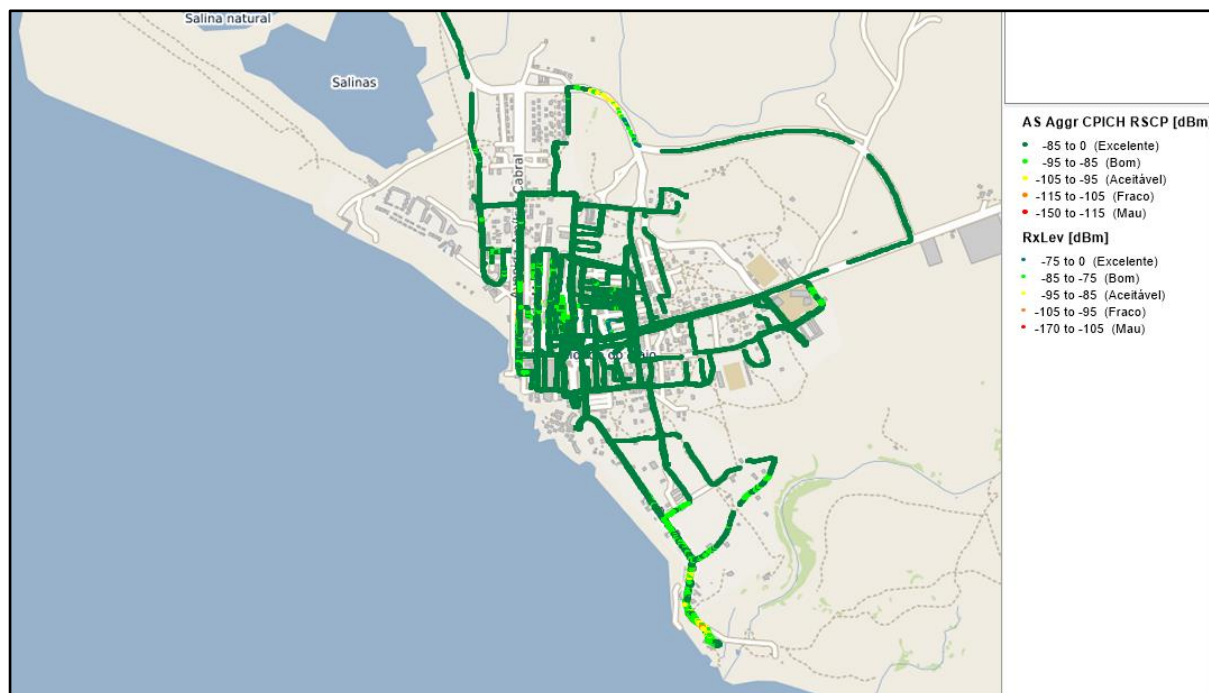 Salina natural
Salinas
Cabral
AS Aggr CPICH RSCP [dBm]
-85 to 0 (Excelente)
-95 to -85 (Bom)
-105 to -95 (Aceitável)
-115 to -105 (Fraco)
-150 to -115 (Mau)
RxLev [dBm]
-75 to 0 (Excelente)
-85 to -75 (Bom)
-95 to -85 (Aceitável)
-105 to -95 (Fraco)
-170 to -105 (Mau)